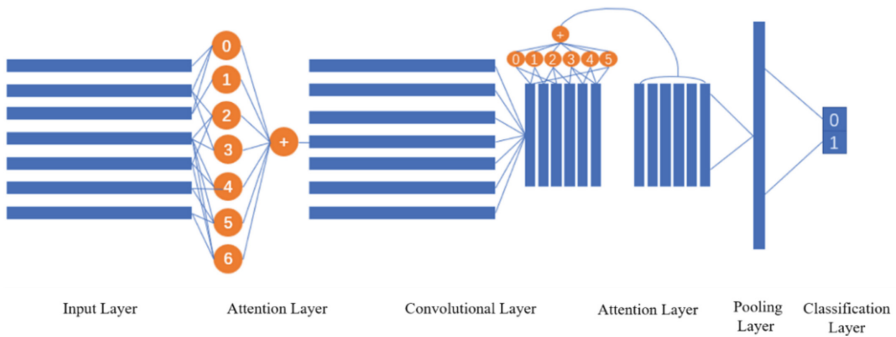 0
1
2
3
4
5
6
+
+
0 1 2 3 4 5
0
1
Input Layer
Attention Layer
Convolutional Layer
Attention Layer
Pooling
Layer
Classification
Layer